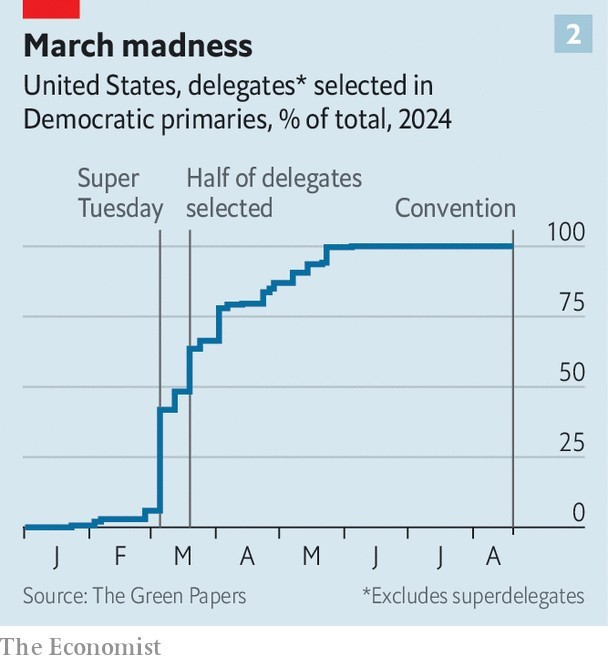 March madness
2
United States, delegates* selected in
Democratic primaries, % of total, 2024
Super
Tuesday
Half of delegates
selected
Convention
100
75
50
25
0
J F M A M J J A
Source: The Green Papers
*Excludes superdelegates
The Economist